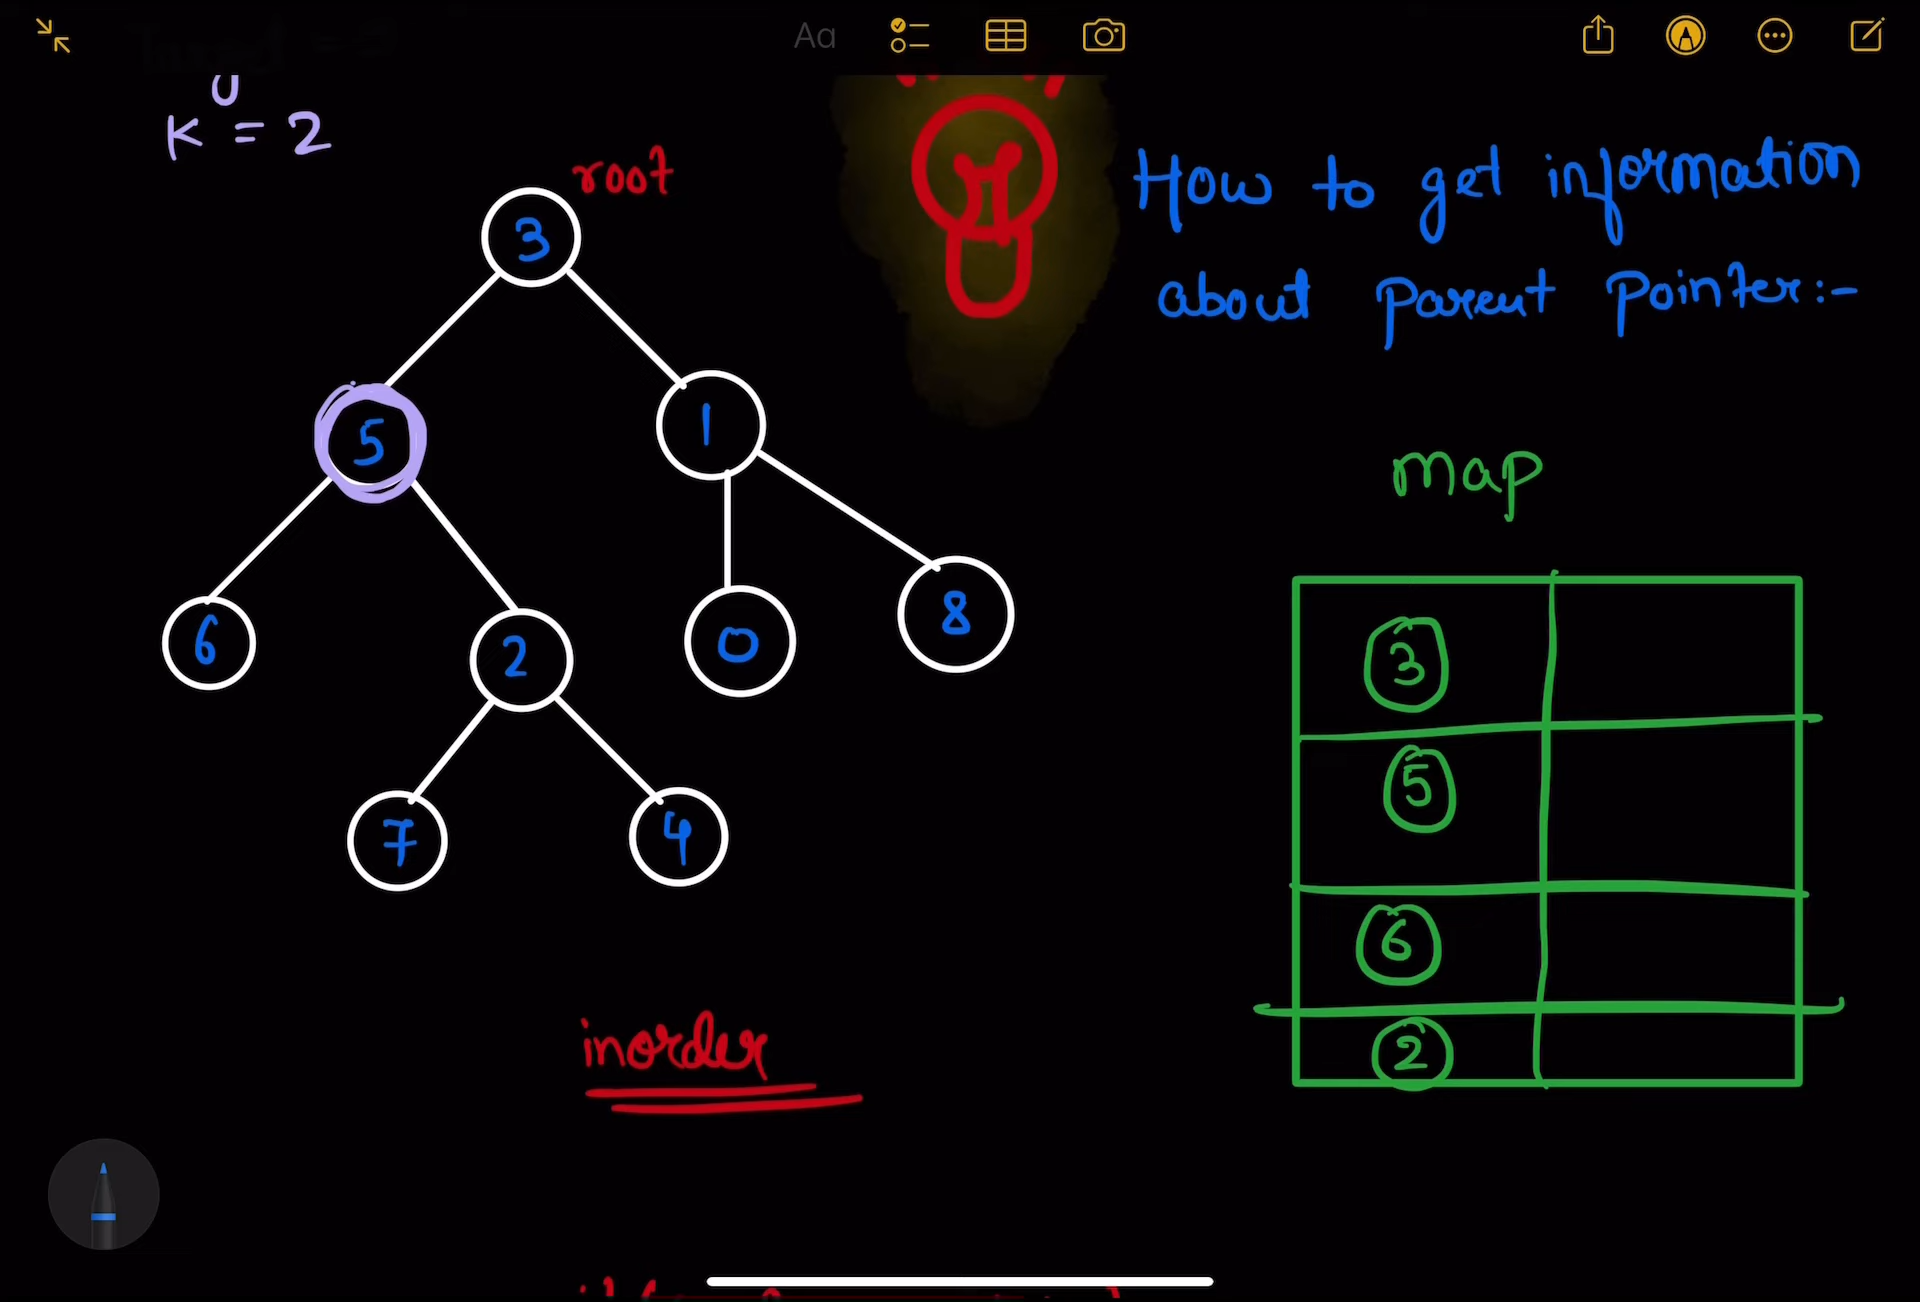 Aa
K = 2
root
How to get information
about parent pointer:-
3
5
1
map
6
2
0
8
3
5
7
4
6
2
inorder